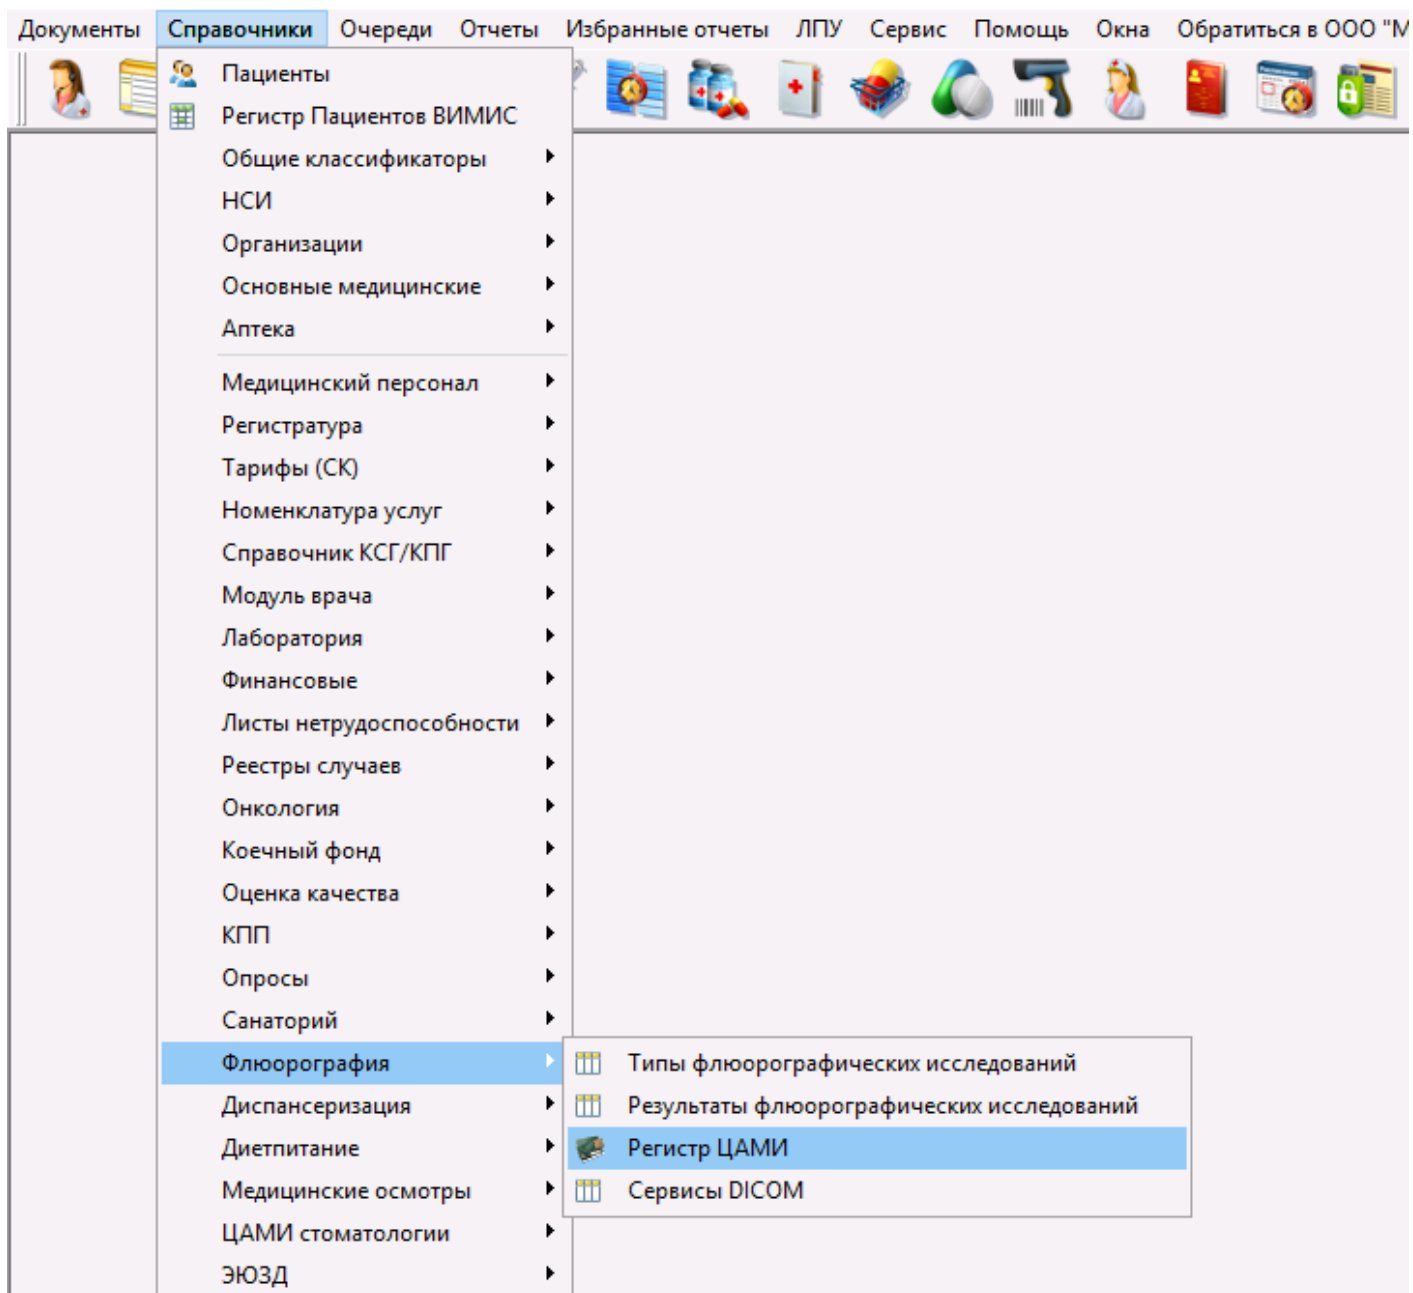 Документы Справочники Очереди Отчеты Избранные отчеты ЛПУ Сервис Помощь Окна Обратиться в ООО "М
Пациенты
Регистр Пациентов ВИМИС
Общие классификаторы
НСИ
Организации
Основные медицинские
Аптека
Медицинский персонал
Регистратура
Тарифы (СК)
Номенклатура услуг
Справочник КСГ/КПГ
Модуль врача
Лаборатория
Финансовые
Листы нетрудоспособности
Реестры случаев
Онкология
Коечный фонд
Оценка качества
КПП
Опросы
Санаторий
Флюорография
Типы флюорографических исследований
Диспансеризация
Результаты флюорографических исследований
Диетпитание
Регистр ЦАМИ
Медицинские осмотры
Сервисы DICOM
ЦАМИ стоматологии
ЭЮЗД